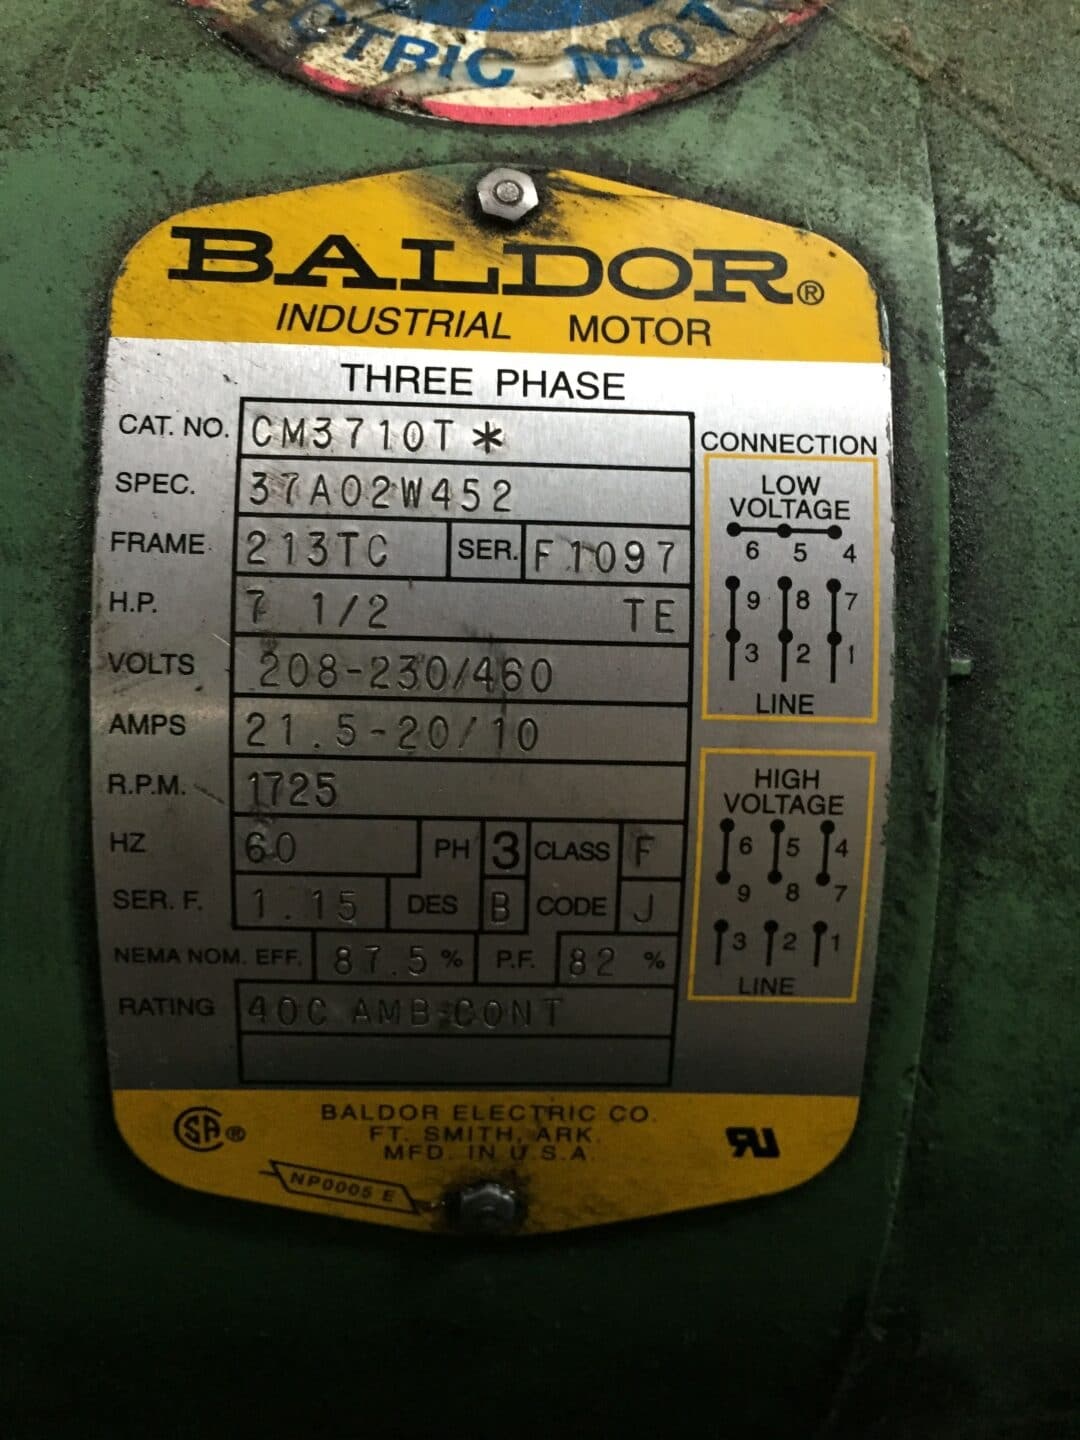 ECTRIC MOT
BALDOR®
INDUSTRIAL MOTOR
THREE PHASE
CAT. NO. CM3710T *
SPEC. 37A02W452
FRAME 213TC SER. F1097
H.P. 7 1/2 TE
VOLTS 208-230/460
AMPS 21.5-20/10
R.P.M. 1725
HZ 60 PH 3 CLASS F
SER. F. 1.15 DES B CODE J
NEMA NOM. EFF. 87.5 % P.F. 82 %
RATING 40C AMB-CONT
CONNECTION
LOW
VOLTAGE
6 5 4
9 8 7
3 2 1
LINE
HIGH
VOLTAGE
6 5 4
9 8 7
3 2 1
LINE
SA®
BALDOR ELECTRIC CO.
FT. SMITH, ARK.
MFD. IN U.S.A.
UR
NP0005 E